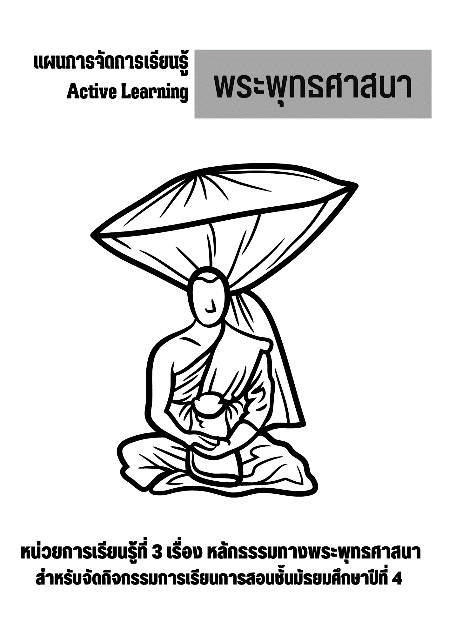 แผนการจัดการเรียนรู้
Active Learning
พระพุทธศาสนา
หน่วยการเรียนรู้ที่ 3 เรื่อง หลักธรรมทางพระพุทธศาสนา
สำหรับจัดกิจกรรมการเรียนการสอนชั้นมัธยมศึกษาปีที่ 4